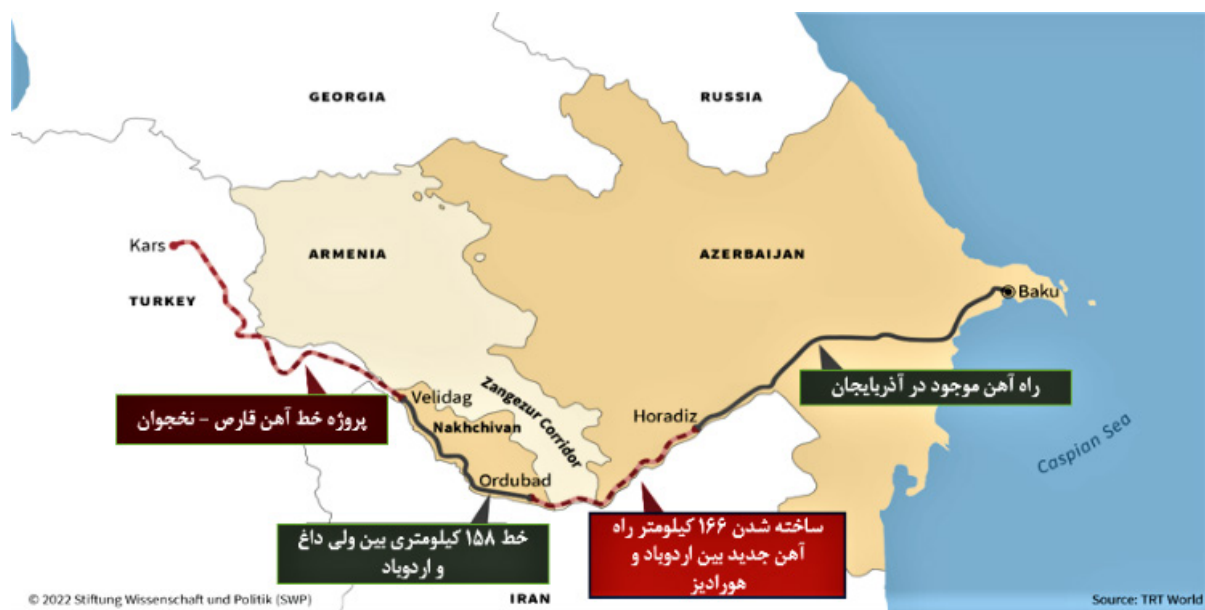 GEORGIA
RUSSIA
Kars
ARMENIA
AZERBAIJAN
TURKEY
Baku
راه آهن موجود در آذربایجان
Velidag
Zangezur Corridor
Horadiz
پروژه خط آهن قارص - نخجوان
Nakhchivan
Caspian Sea
Ordubad
خط ۱۵۸ کیلومتری بین ولی داغ
و اردوباد
ساخته شدن ۱۶۶ کیلومتر راه
آهن جدید بین اردوباد و
هورادیز
© 2022 Stiftung Wissenschaft und Politik (SWP)
IRAN
Source: TRT World